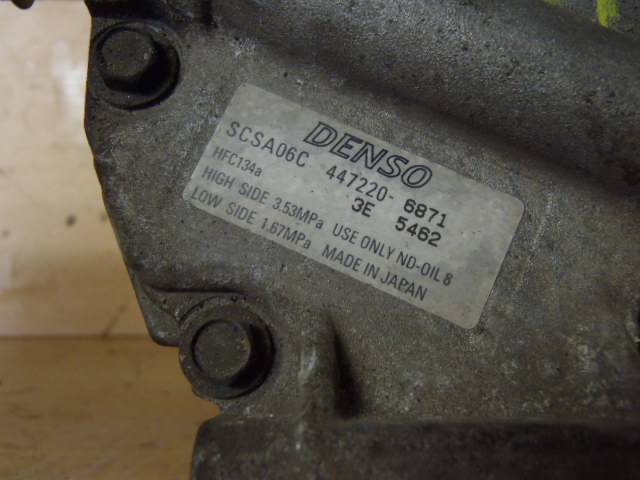 DENSO
SCSA06C 447220-6871
HFC134a 3E 5462
HIGH SIDE 3.53MPa USE ONLY ND-OIL 8
LOW SIDE 1.67MPa MADE IN JAPAN